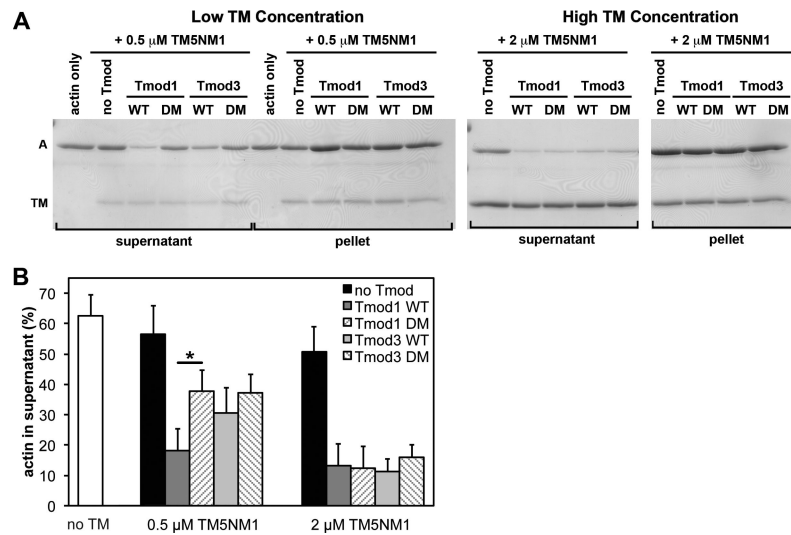 A
Low TM Concentration
High TM Concentration
+ 0.5 μM TM5NM1
+ 0.5 μM TM5NM1
+ 2 μM TM5NM1
+ 2 μM TM5NM1
actin only
no Tmod
Tmod1
Tmod3
actin only
no Tmod
Tmod1
Tmod3
no Tmod
Tmod1
Tmod3
no Tmod
Tmod1
Tmod3
WT DM WT DM
WT DM WT DM
WT DM WT DM
WT DM WT DM
A
TM
supernatant
pellet
supernatant
pellet
B
actin in supernatant (%)
70
60
50
40
30
20
10
0
*
no Tmod
Tmod1 WT
Tmod1 DM
Tmod3 WT
Tmod3 DM
no TM
0.5 μM TM5NM1
2 μM TM5NM1